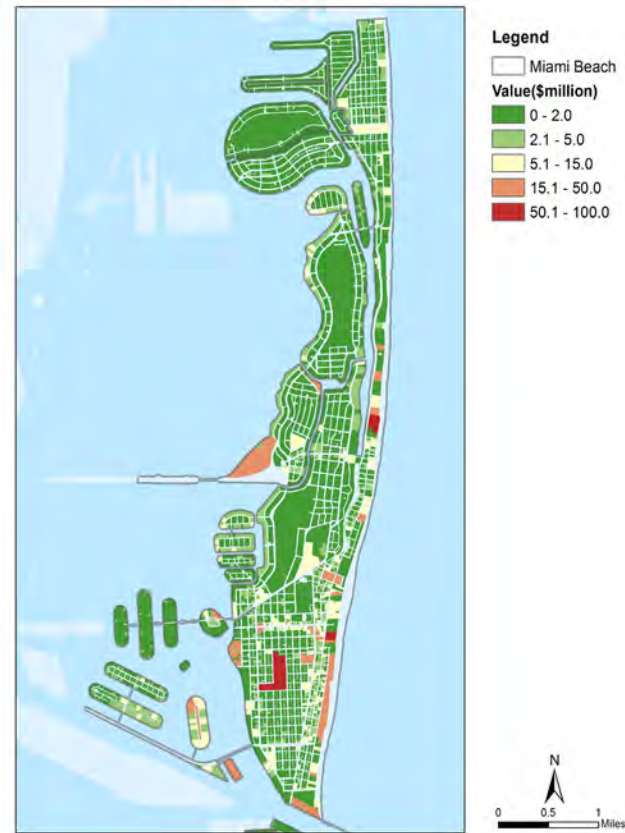 Legend
Miami Beach
Value($million)
0 - 2.0
2.1 - 5.0
5.1 - 15.0
15.1 - 50.0
50.1 - 100.0
N
0 0.5 1
Miles